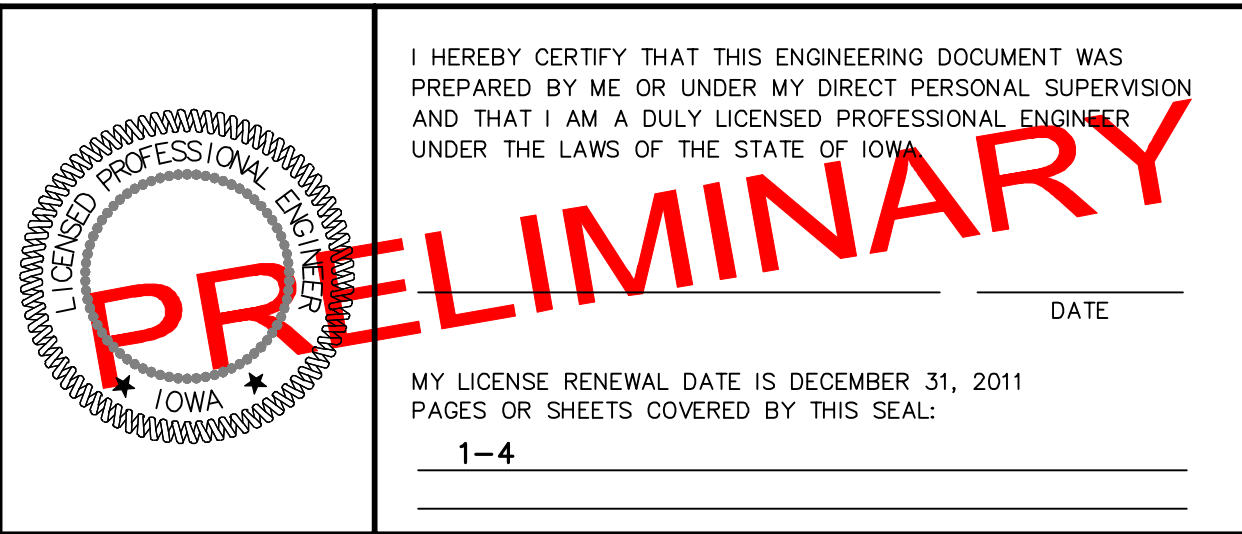 LICENSED PROFESSIONAL ENGINEER
IOWA
I HEREBY CERTIFY THAT THIS ENGINEERING DOCUMENT WAS
PREPARED BY ME OR UNDER MY DIRECT PERSONAL SUPERVISION
AND THAT I AM A DULY LICENSED PROFESSIONAL ENGINEER
UNDER THE LAWS OF THE STATE OF IOWA.
PRELIMINARY
DATE
MY LICENSE RENEWAL DATE IS DECEMBER 31, 2011
PAGES OR SHEETS COVERED BY THIS SEAL:
1-4